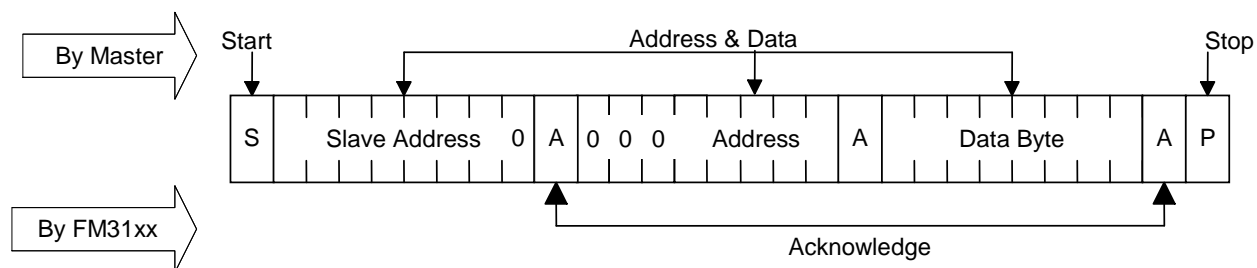 By Master
Start
Address & Data
Stop
S Slave Address 0 A 0 0 0 Address A Data Byte A P
By FM31xx
Acknowledge